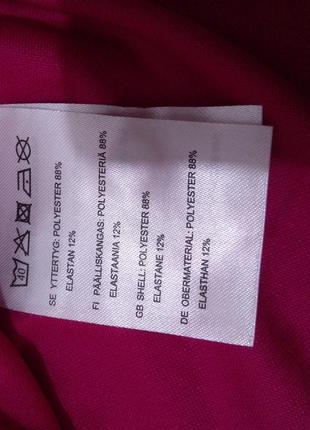 40
SE YTTERTYG: POLYESTER 88%
ELASTAN 12%
FI PÄÄLLISKANGAS: POLYESTERIÄ 88%
ELASTAANIA 12%
GB SHELL: POLYESTER 88%
ELASTANE 12%
DE OBERMATERIAL: POLYESTER 88%
ELASTHAN 12%